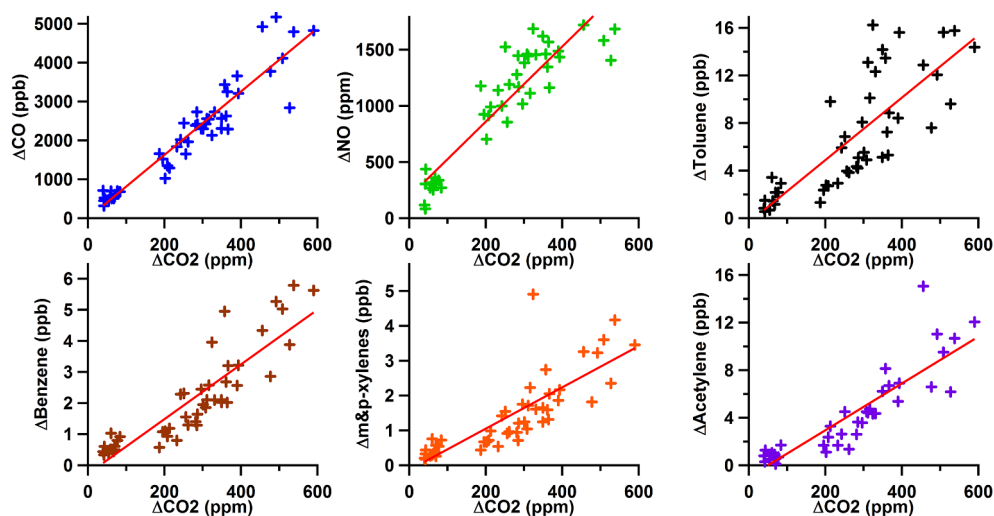 ΔCO (ppb)
5000
4000
3000
2000
1000
0
0 200 400 600
ΔCO2 (ppm)
ΔNO (ppm)
1500
1000
500
0
0 200 400 600
ΔCO2 (ppm)
ΔToluene (ppb)
16
12
8
4
0
0 200 400 600
ΔCO2 (ppm)
ΔBenzene (ppb)
6
5
4
3
2
1
0
0 200 400 600
ΔCO2 (ppm)
Δm&p-xylenes (ppb)
5
4
3
2
1
0
0 200 400 600
ΔCO2 (ppm)
ΔAcetylene (ppb)
16
12
8
4
0
0 200 400 600
ΔCO2 (ppm)